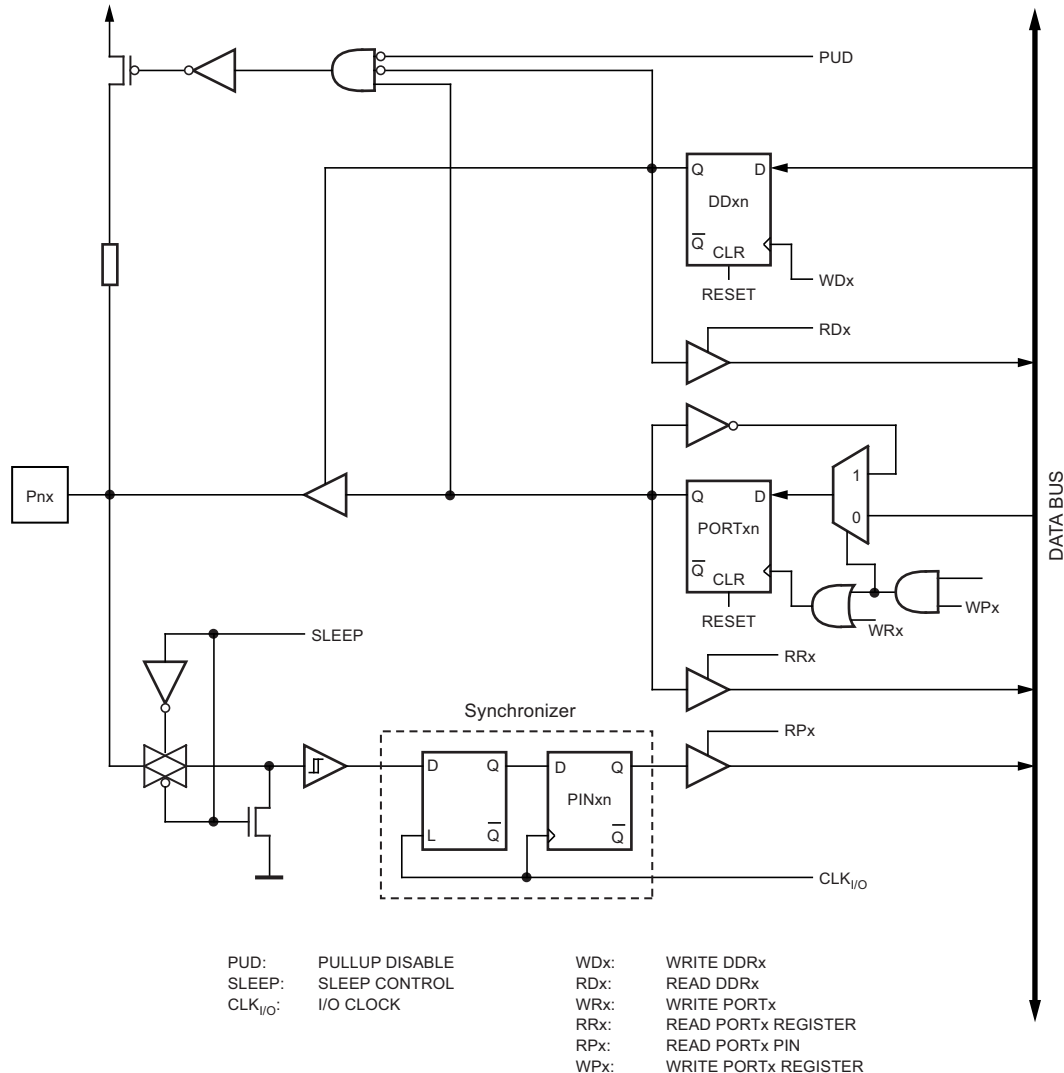 PUD
Q D
DDxn
Q
CLR
WDx
RESET
RDx
1
Pnx
Q D
PORTxn
0
Q
CLR
WPx
RESET
WRx
SLEEP
RRx
Synchronizer
RPx
D Q
D Q
PINxn
L Q
Q
CLK I/O
DATA BUS
PUD: PULLUP DISABLE
SLEEP: SLEEP CONTROL
CLK I/O: I/O CLOCK
WDx: WRITE DDRx
RDx: READ DDRx
WRx: WRITE PORTx
RRx: READ PORTx REGISTER
RPx: READ PORTx PIN
WPx: WRITE PORTx REGISTER